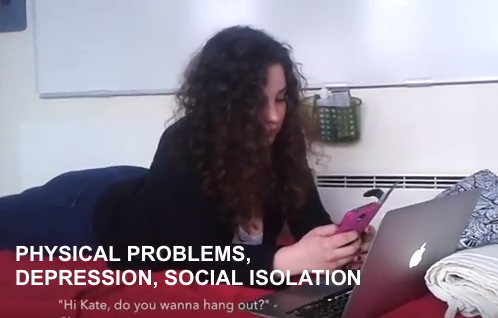 PHYSICAL PROBLEMS,
DEPRESSION, SOCIAL ISOLATION
"Hi Kate, do you wanna hang out?"